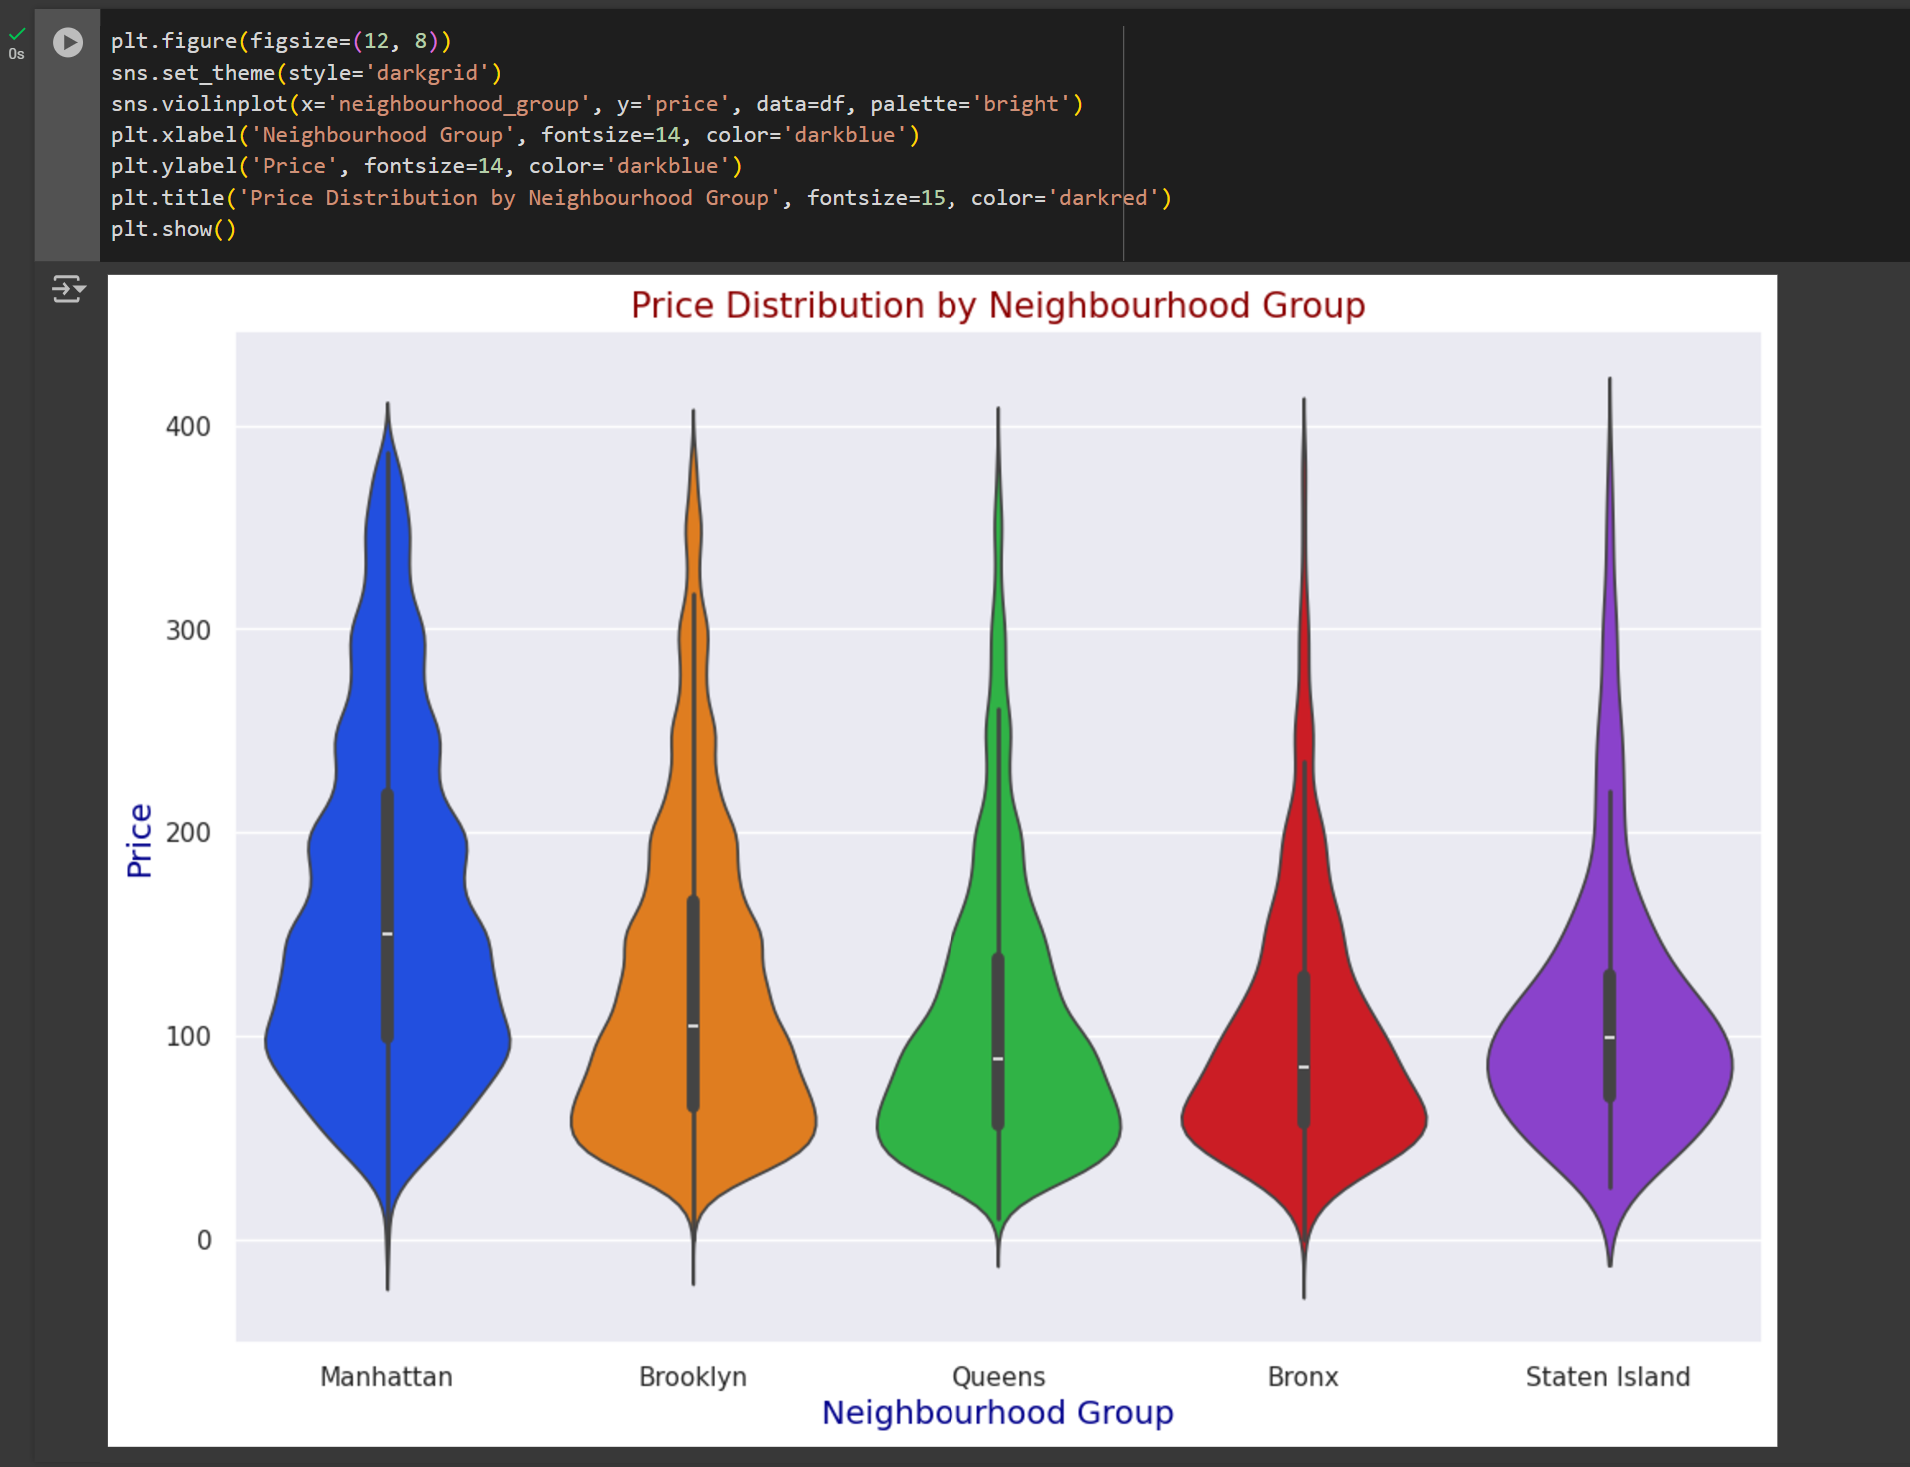 0s
plt.figure(figsize=(12, 8))
sns.set_theme(style='darkgrid')
sns.violinplot(x='neighbourhood_group', y='price', data=df, palette='bright')
plt.xlabel('Neighbourhood Group', fontsize=14, color='darkblue')
plt.ylabel('Price', fontsize=14, color='darkblue')
plt.title('Price Distribution by Neighbourhood Group', fontsize=15, color='darkred')
plt.show()
Price Distribution by Neighbourhood Group
400
300
200
100
0
Price
Manhattan
Brooklyn
Queens
Bronx
Staten Island
Neighbourhood Group